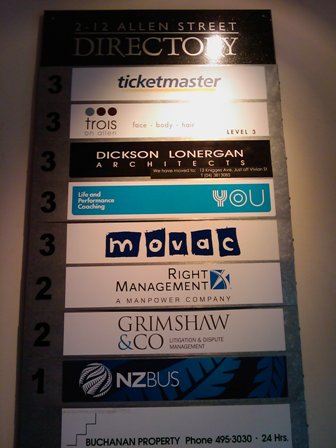 2-12 ALLEN STREET
DIRECTORY
3 ticketmaster
3 trois on allen face - body - hair LEVEL 3
3 DICKSON LONERGAN
ARCHITECTS
We have moved to: 13 Knigges Ave, Just off Vivian St
T (04) 3813083
3 Life and
Performance
Coaching
YOU
3 movac
2 RIGHT
MANAGEMENT
A MANPOWER COMPANY
2 GRIMSHAW
&CO LITIGATION & DISPUTE
MANAGEMENT
1 NZBUS
BUCHANAN PROPERTY Phone 495-3030 - 24 Hrs.